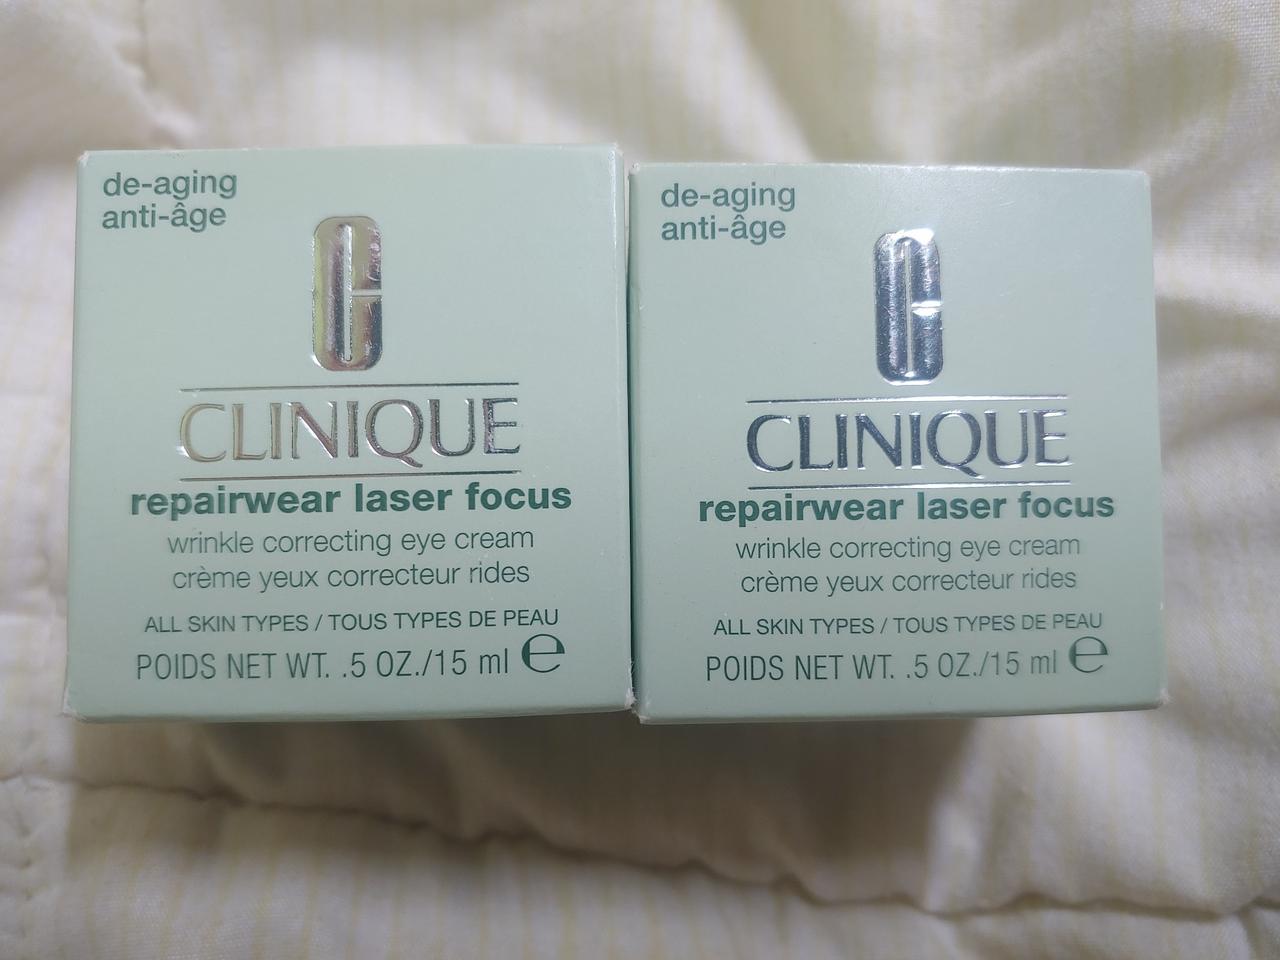 de-aging
anti-âge
C
CLINIQUE
repairwear laser focus
wrinkle correcting eye cream
crème yeux correcteur rides
ALL SKIN TYPES / TOUS TYPES DE PEAU
POIDS NET WT. .5 OZ./15 ml ℮
de-aging
anti-âge
C
CLINIQUE
repairwear laser focus
wrinkle correcting eye cream
crème yeux correcteur rides
ALL SKIN TYPES / TOUS TYPES DE PEAU
POIDS NET WT. .5 OZ./15 ml ℮